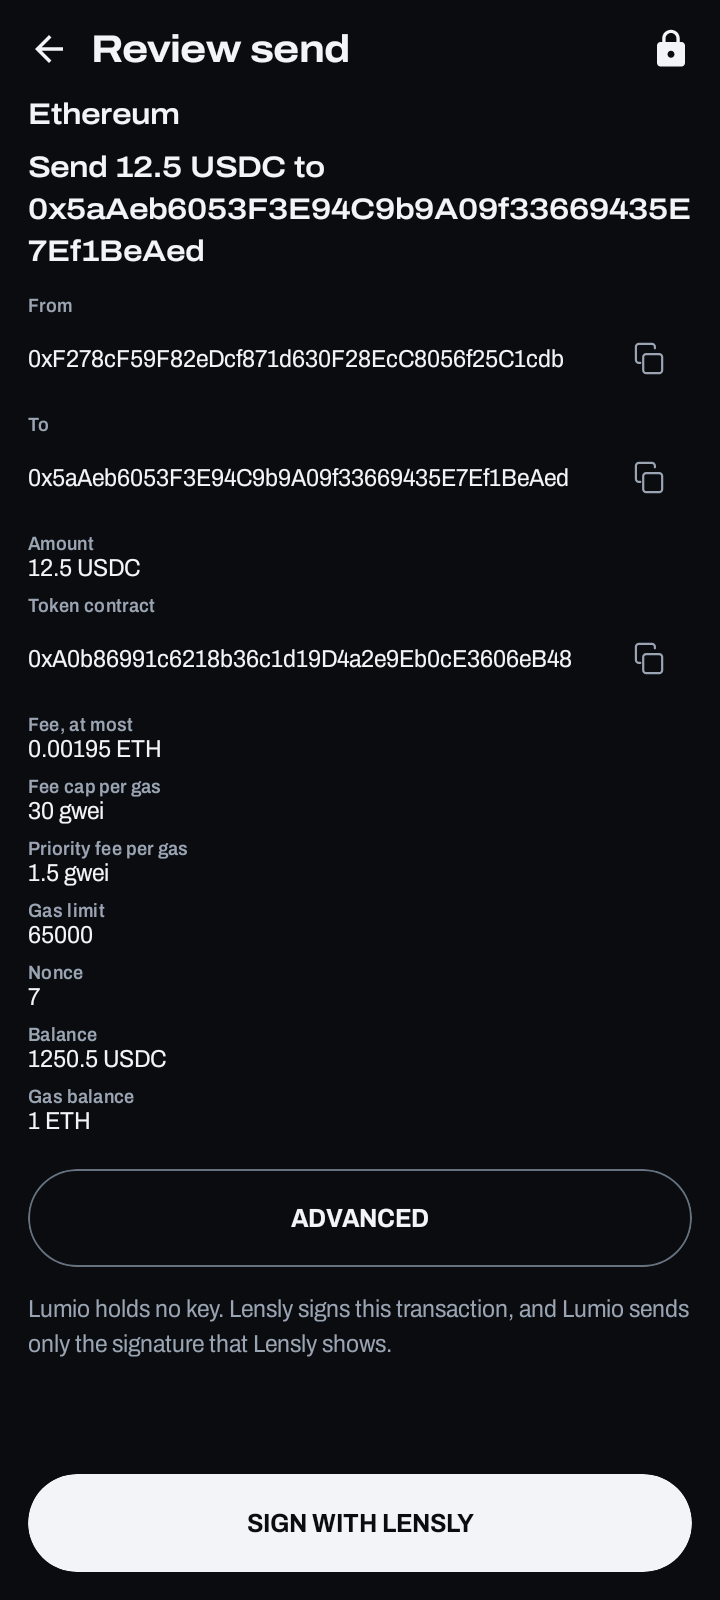 Review send
Ethereum
Send 12.5 USDC to
0x5aAeb6053F3E94C9b9A09f33669435E
7Ef1BeAed
From
0xF278cF59F82eDcf871d630F28EcC8056f25C1cdb
To
0x5aAeb6053F3E94C9b9A09f33669435E7Ef1BeAed
Amount
12.5 USDC
Token contract
0xA0b86991c6218b36c1d19D4a2e9Eb0cE3606eB48
Fee, at most
0.00195 ETH
Fee cap per gas
30 gwei
Priority fee per gas
1.5 gwei
Gas limit
65000
Nonce
7
Balance
1250.5 USDC
Gas balance
1 ETH
ADVANCED
Lumio holds no key. Lensly signs this transaction, and Lumio sends
only the signature that Lensly shows.
SIGN WITH LENSLY